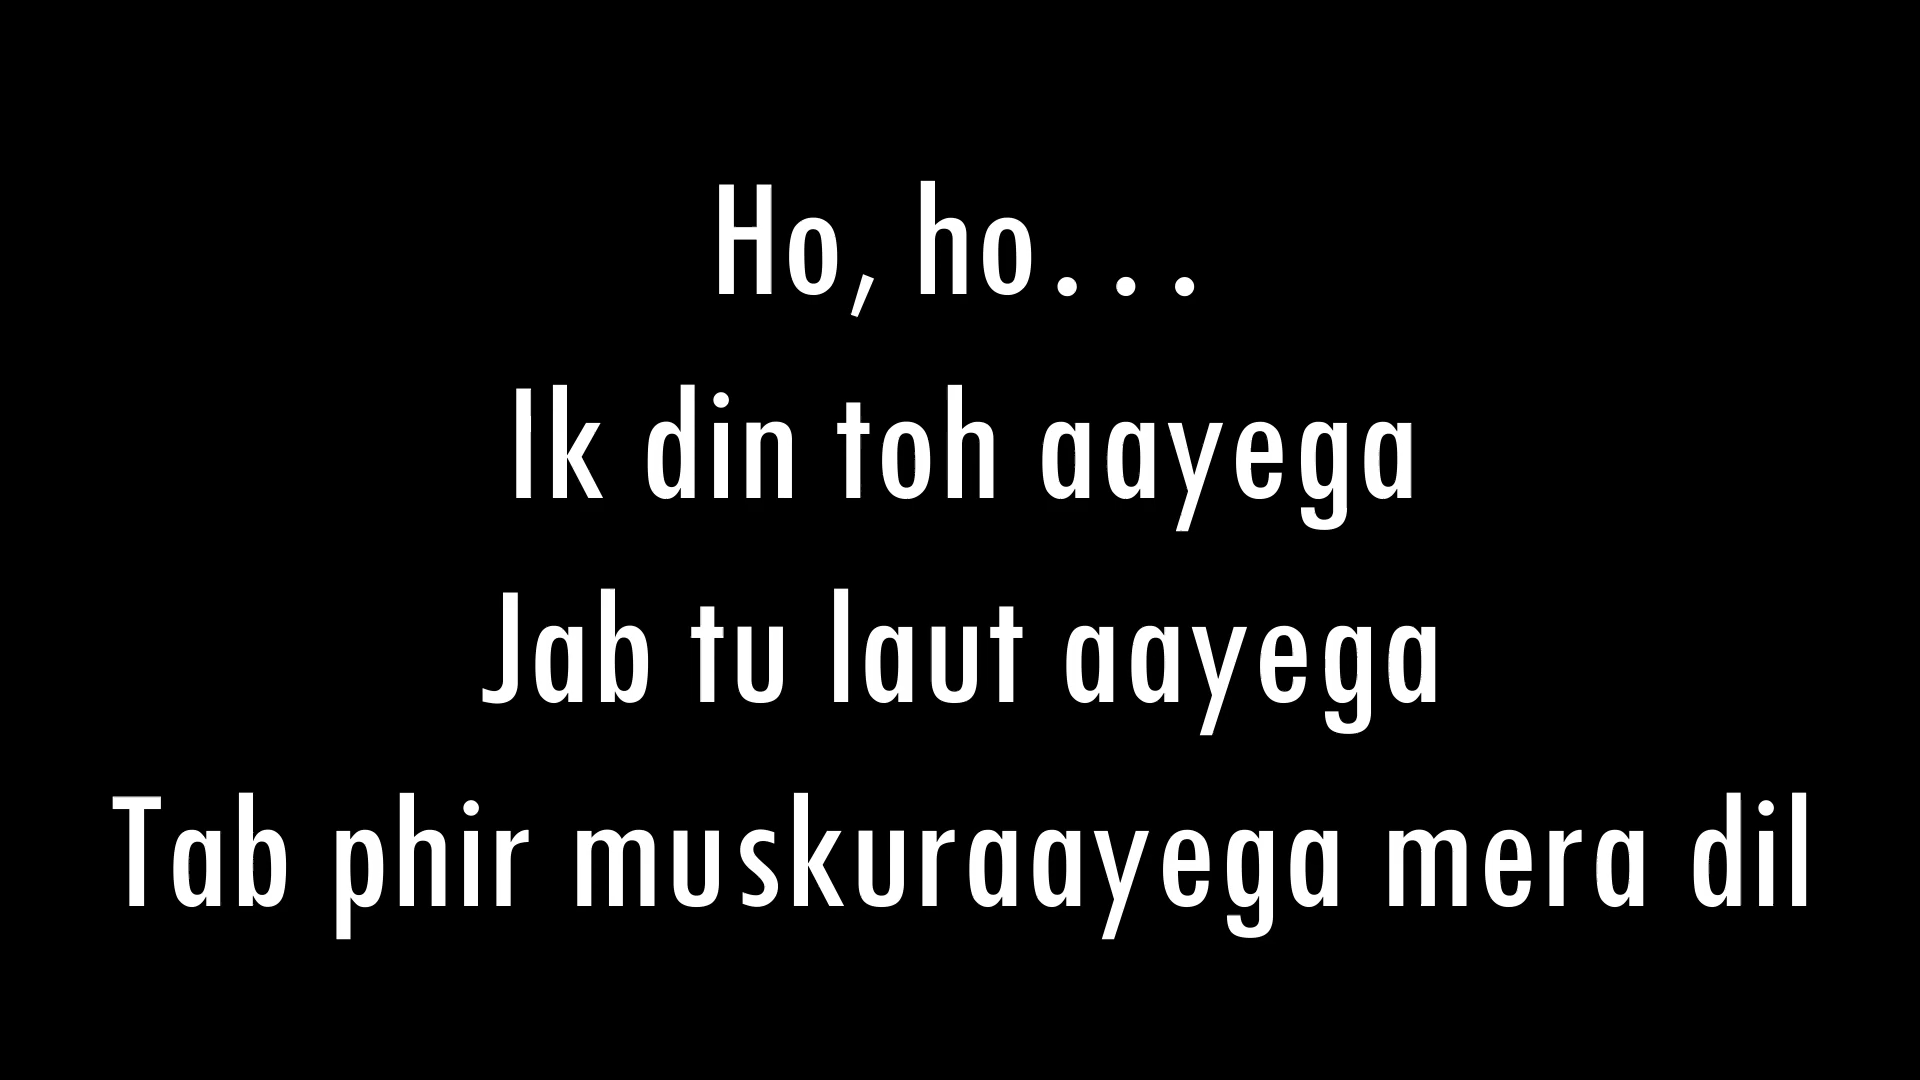 Ho, ho...
Ik din toh aayega
Jab tu laut aayega
Tab phir muskuraayega mera dil